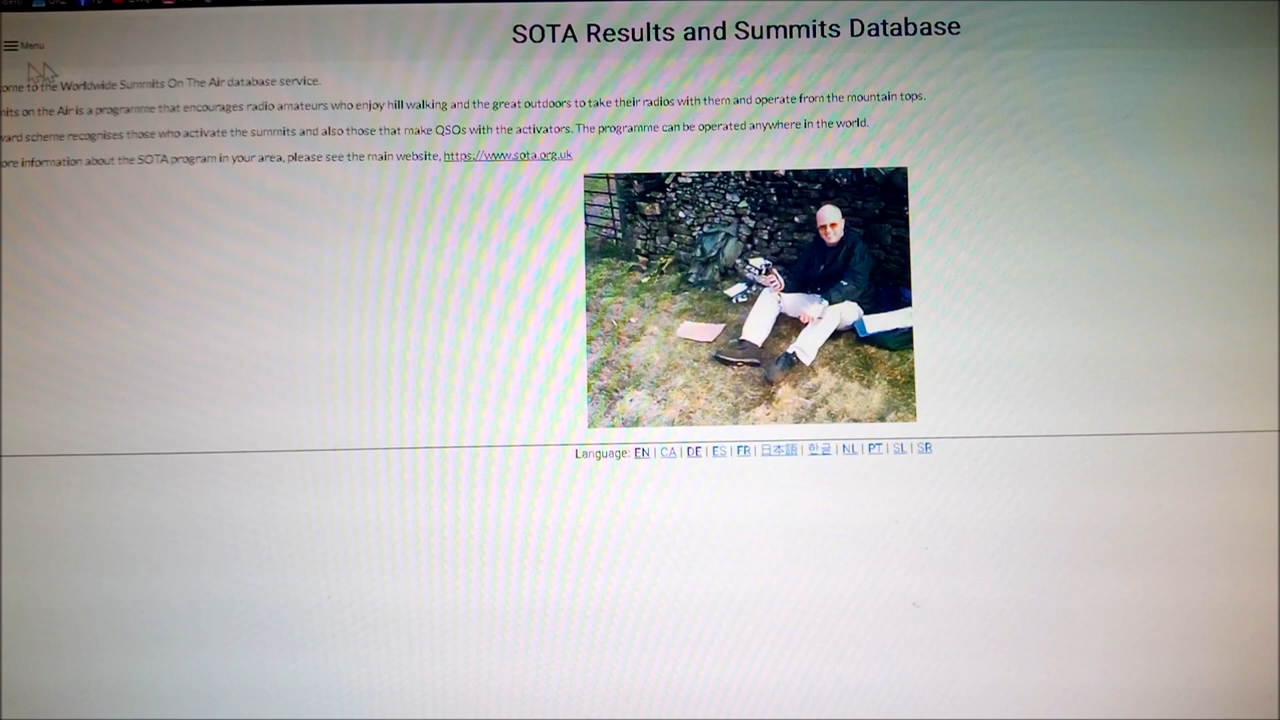 SOTA Results and Summits Database
Menu
ome to the Worldwide Summits On The Air database service.
nits on the Air is a programme that encourages radio amateurs who enjoy hill walking and the great outdoors to take their radios with them and operate from the mountain tops.
vard scheme recognises those who activate the summits and also those that make QSOs with the activators. The programme can be operated anywhere in the world.
ore information about the SOTA program in your area, please see the main website, https://www.sota.org.uk
Language: EN | CA | DE | ES | FR | 日本語 | 한글 | NL | PT | SL | SR